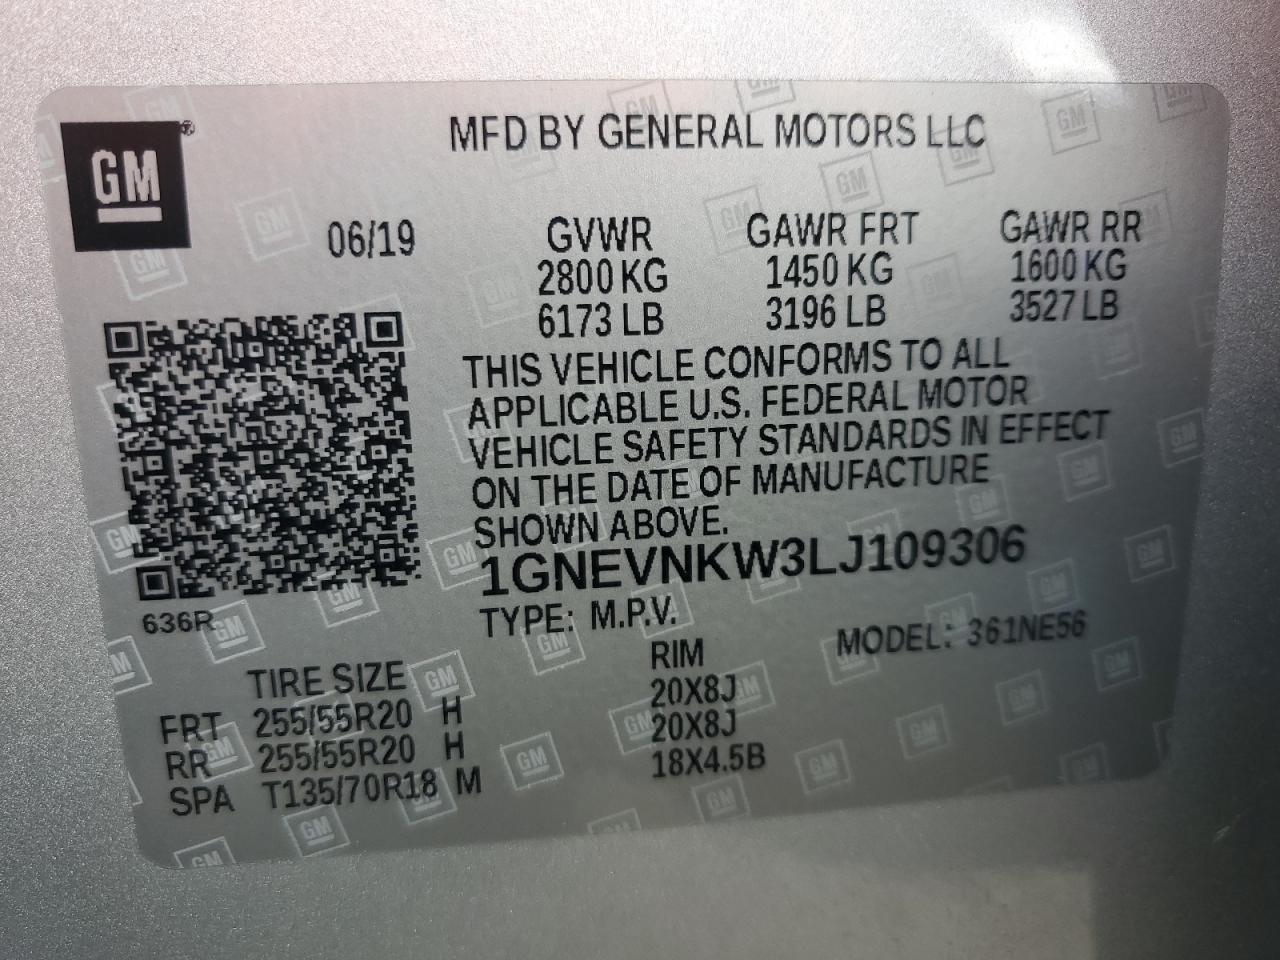 GM
MFD BY GENERAL MOTORS LLC
06/19 GVWR GAWR FRT GAWR RR
2800 KG 1450 KG 1600 KG
6173 LB 3196 LB 3527 LB
THIS VEHICLE CONFORMS TO ALL
APPLICABLE U.S. FEDERAL MOTOR
VEHICLE SAFETY STANDARDS IN EFFECT
ON THE DATE OF MANUFACTURE
SHOWN ABOVE.
1GNEVNKW3LJ109306
636R
TYPE: M.P.V. MODEL: 361NE56
TIRE SIZE RIM
FRT 255/55R20 H 20X8J
RR 255/55R20 H 20X8J
SPA T135/70R18 M 18X4.5B